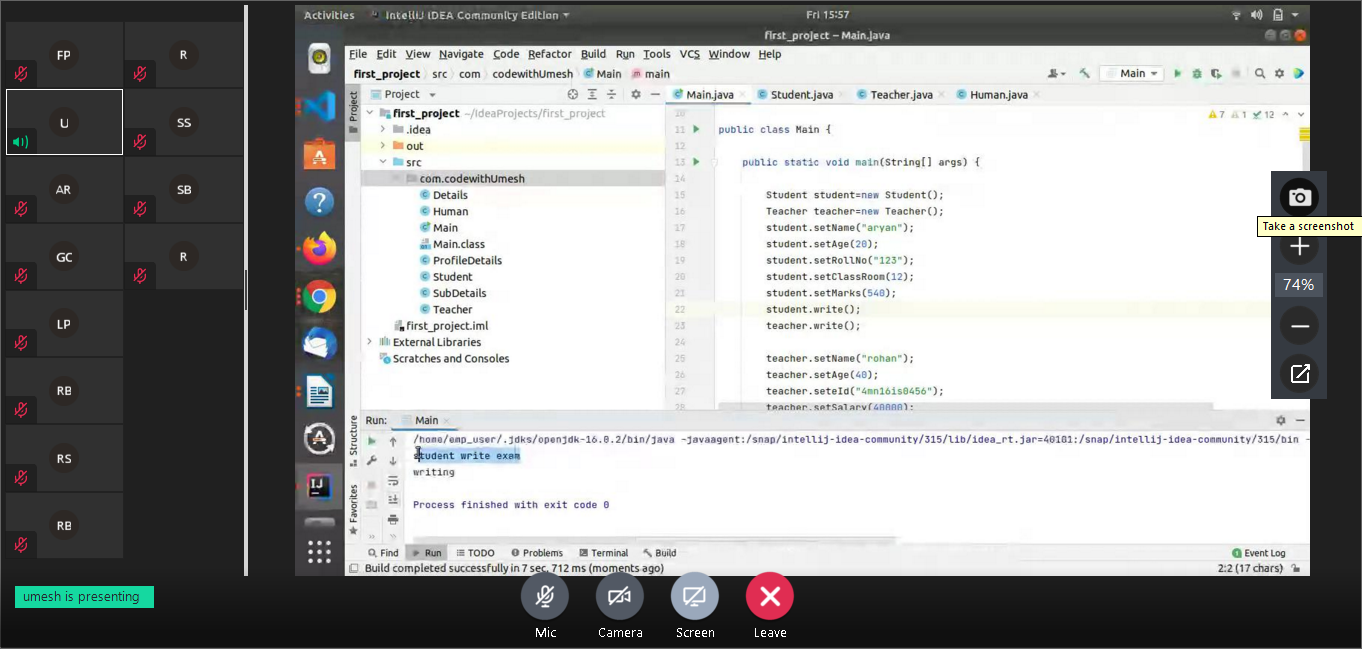 FP
R
U
SS
AR
SB
GC
R
LP
RB
RS
RB
umesh is presenting
Activities
IntelliJ IDEA Community Edition
Fri 15:57
first_project – Main.java
File Edit View Navigate Code Refactor Build Run Tools VCS Window Help
first_project src com codewithUmesh Main main
Main
Project
Project
first_project ~/IdeaProjects/first_project
.idea
out
src
com.codewithUmesh
Details
Human
Main
Main.class
ProfileDetails
Student
SubDetails
Teacher
first_project.iml
External Libraries
Scratches and Consoles
Main.java Student.java Teacher.java Human.java
7 1 12
10
11 public class Main {
12
13 public static void main(String[] args) {
14
15 Student student=new Student();
16 Teacher teacher=new Teacher();
17 student.setName("aryan");
18 student.setAge(20);
19 student.setRollNo("123");
20 student.setClassRoom(12);
21 student.setMarks(540);
22 student.write();
23 teacher.write();
24
25 teacher.setName("rohan");
26 teacher.setAge(40);
27 teacher.seteId("4mn16is0456");
28 teacher.setSalary(40000);
Run: Main
Structure
Favorites
/home/emp_user/.jdks/openjdk-16.0.2/bin/java -javaagent:/snap/intellij-idea-community/315/lib/idea_rt.jar=40101:/snap/intellij-idea-community/315/bin -
student write exam
writing
Process finished with exit code 0
Find Run TODO Problems Terminal Build
1 Event Log
Build completed successfully in 7 sec, 712 ms (moments ago)
2:2 (17 chars)
Take a screenshot
74%
Mic
Camera
Screen
Leave